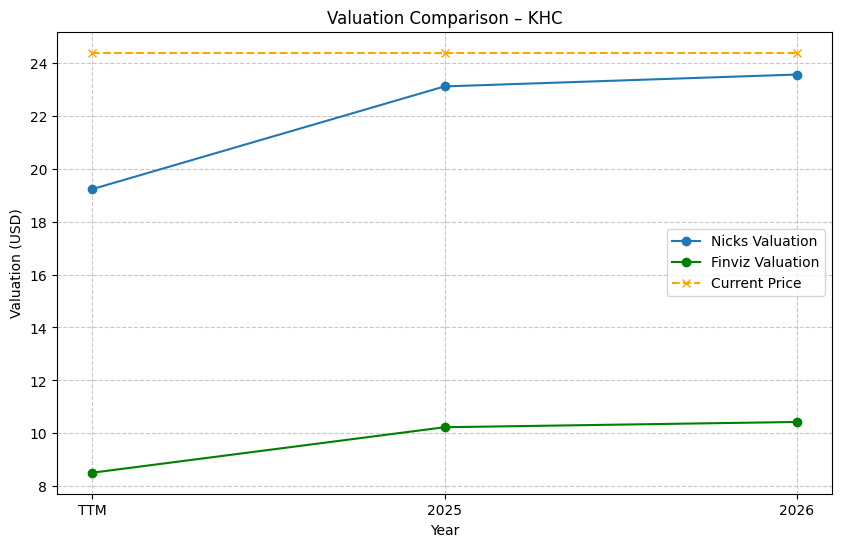 Valuation Comparison – KHC
Valuation (USD)
24
22
20
18
16
14
12
10
8
Nicks Valuation
Finviz Valuation
Current Price
TTM
2025
2026
Year